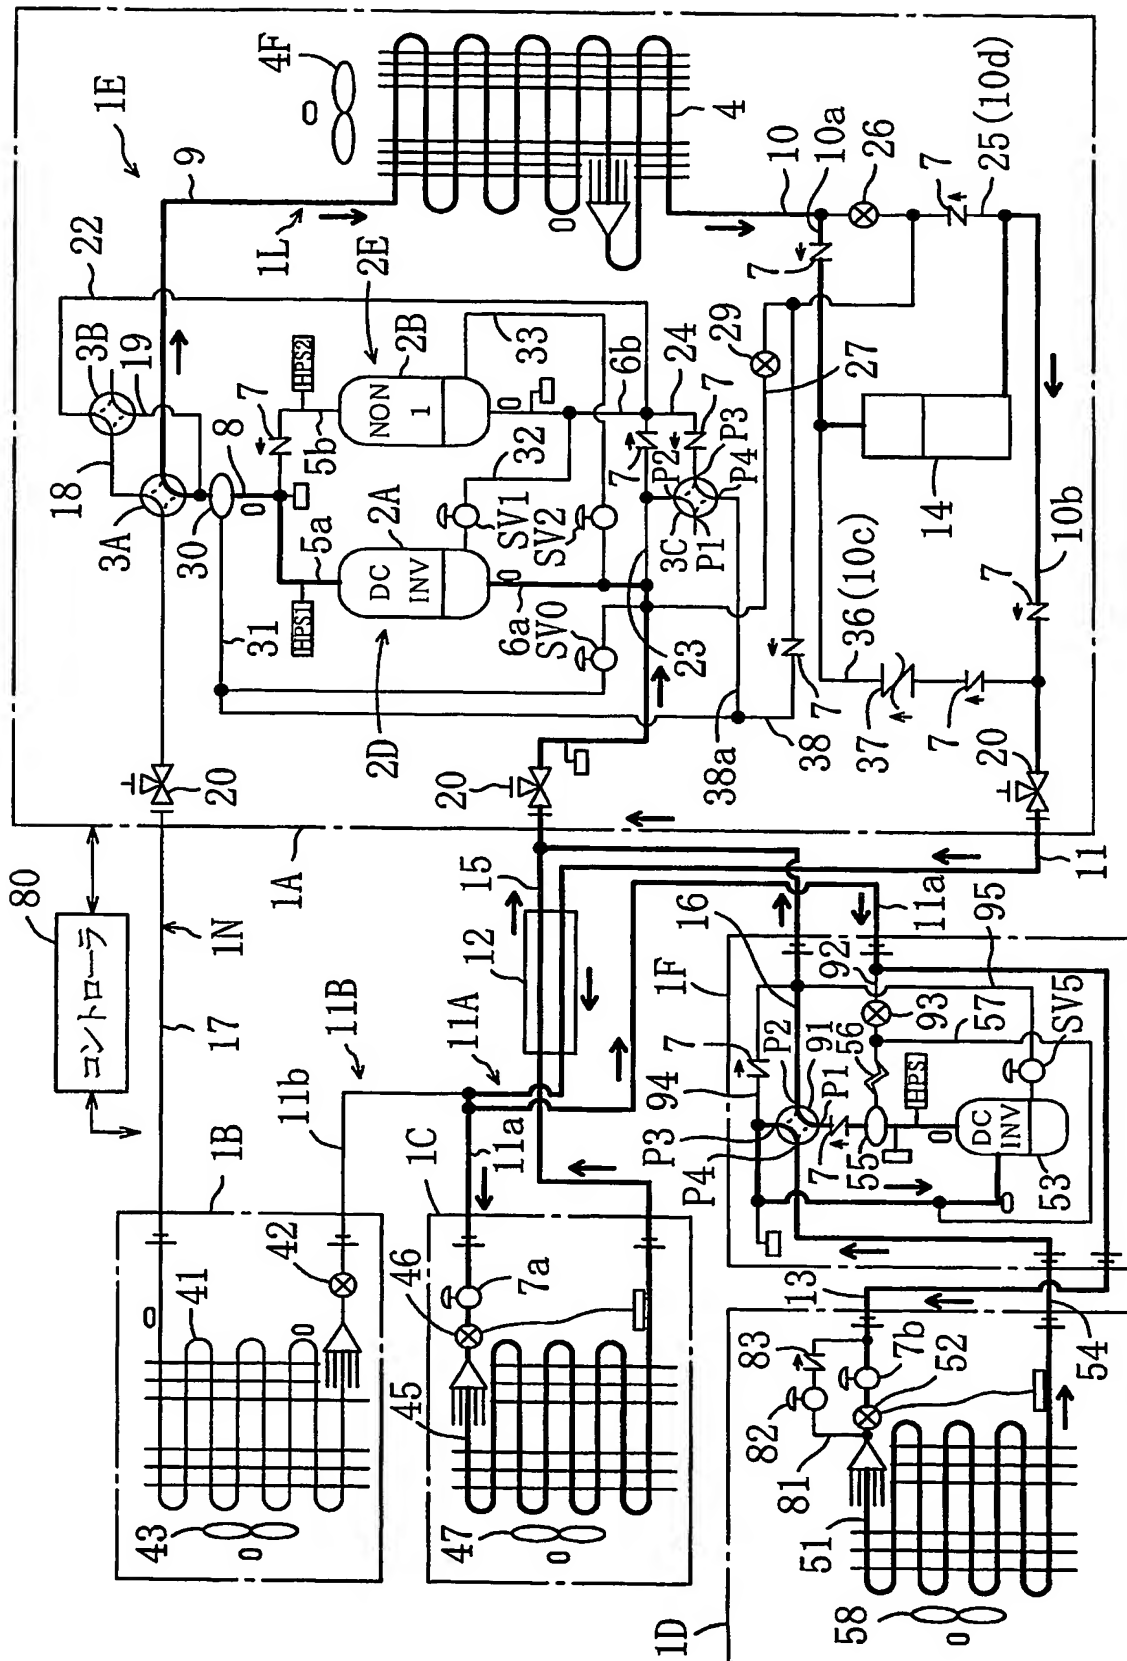 80
コントローラ
1E
4F
9
22
3B
19
18
3A
30
8
31
1L
2E
2B
7
HPS2
NON
1
5b
5a
HPS1
2A
DC
INV
2D
33
32
SV1
SV2
SV0
6a
6b
24
29
27
7
P2
P3
P4
3C
P1
7
23
4
10
10a
26
7
25(10d)
7
14
10b
36(10c)
37
7
7
7
38
38a
20
20
20
1A
1N
17
11B
11b
11A
11a
12
15
11
11a
1B
41
42
43
1C
45
46
7a
47
16
1F
92
95
7
P2
94
91
P1
P3
P4
56
93
57
SV5
7
55
HPS
DC
INV
53
13
83
82
81
7b
52
54
51
58
1D